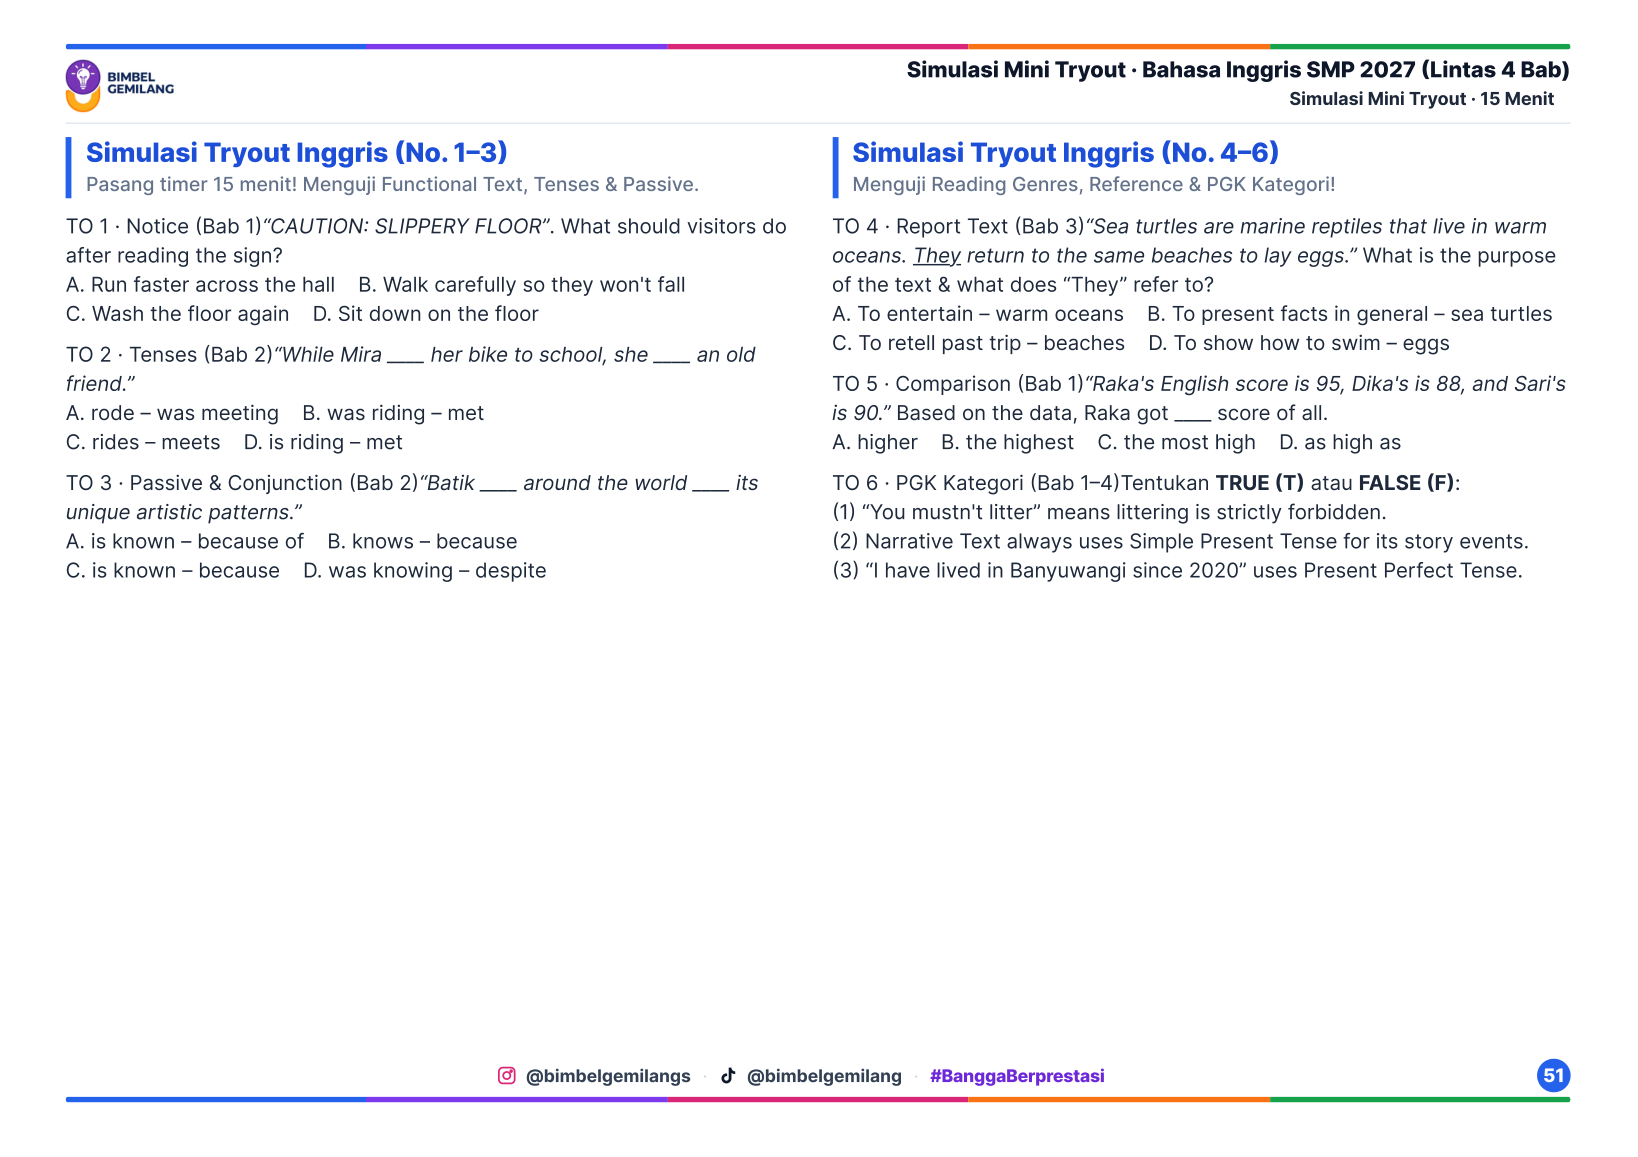 BIMBEL
GEMILANG
Simulasi Mini Tryout · Bahasa Inggris SMP 2027 (Lintas 4 Bab)
Simulasi Mini Tryout · 15 Menit
Simulasi Tryout Inggris (No. 1–3)
Pasang timer 15 menit! Menguji Functional Text, Tenses & Passive.
TO 1 · Notice (Bab 1)“CAUTION: SLIPPERY FLOOR”. What should visitors do
after reading the sign?
A. Run faster across the hall B. Walk carefully so they won't fall
C. Wash the floor again D. Sit down on the floor
TO 2 · Tenses (Bab 2)“While Mira ____ her bike to school, she ____ an old
friend.”
A. rode – was meeting B. was riding – met
C. rides – meets D. is riding – met
TO 3 · Passive & Conjunction (Bab 2)“Batik ____ around the world ____ its
unique artistic patterns.”
A. is known – because of B. knows – because
C. is known – because D. was knowing – despite
Simulasi Tryout Inggris (No. 4–6)
Menguji Reading Genres, Reference & PGK Kategori!
TO 4 · Report Text (Bab 3)“Sea turtles are marine reptiles that live in warm
oceans. They return to the same beaches to lay eggs.” What is the purpose
of the text & what does “They” refer to?
A. To entertain – warm oceans B. To present facts in general – sea turtles
C. To retell past trip – beaches D. To show how to swim – eggs
TO 5 · Comparison (Bab 1)“Raka's English score is 95, Dika's is 88, and Sari's
is 90.” Based on the data, Raka got ____ score of all.
A. higher B. the highest C. the most high D. as high as
TO 6 · PGK Kategori (Bab 1–4)Tentukan TRUE (T) atau FALSE (F):
(1) “You mustn't litter” means littering is strictly forbidden.
(2) Narrative Text always uses Simple Present Tense for its story events.
(3) “I have lived in Banyuwangi since 2020” uses Present Perfect Tense.
@bimbelgemilangs · @bimbelgemilang · #BanggaBerprestasi
51